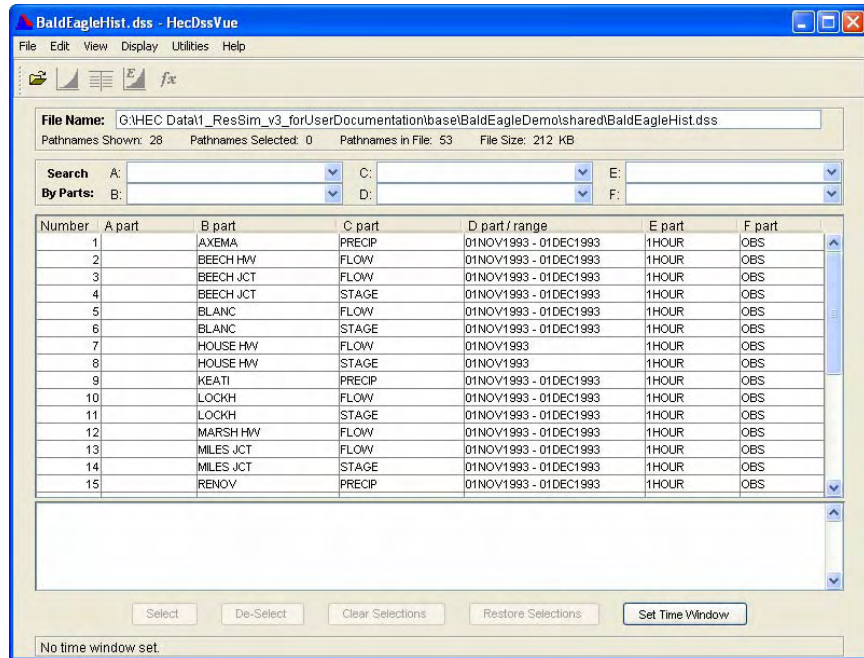 BaldEagleHist.dss - HecDssVue
File Edit View Display Utilities Help
E fx
File Name: G:\HEC Data\1_ResSim_v3_forUserDocumentation\base\BaldEagleDemo\shared\BaldEagleHist.dss
Pathnames Shown: 28 Pathnames Selected: 0 Pathnames in File: 53 File Size: 212 KB
Search A: C: E:
By Parts: B: D: F:
Number A part B part C part D part / range E part F part
1 AXEMA PRECIP 01NOV1993 - 01DEC1993 1HOUR OBS
2 BEECH HW FLOW 01NOV1993 - 01DEC1993 1HOUR OBS
3 BEECH JCT FLOW 01NOV1993 - 01DEC1993 1HOUR OBS
4 BEECH JCT STAGE 01NOV1993 - 01DEC1993 1HOUR OBS
5 BLANC FLOW 01NOV1993 - 01DEC1993 1HOUR OBS
6 BLANC STAGE 01NOV1993 - 01DEC1993 1HOUR OBS
7 HOUSE HW FLOW 01NOV1993 1HOUR OBS
8 HOUSE HW STAGE 01NOV1993 1HOUR OBS
9 KEATI PRECIP 01NOV1993 - 01DEC1993 1HOUR OBS
10 LOCKH FLOW 01NOV1993 - 01DEC1993 1HOUR OBS
11 LOCKH STAGE 01NOV1993 - 01DEC1993 1HOUR OBS
12 MARSH HW FLOW 01NOV1993 - 01DEC1993 1HOUR OBS
13 MILES JCT FLOW 01NOV1993 - 01DEC1993 1HOUR OBS
14 MILES JCT STAGE 01NOV1993 - 01DEC1993 1HOUR OBS
15 RENOV PRECIP 01NOV1993 - 01DEC1993 1HOUR OBS
Select De-Select Clear Selections Restore Selections Set Time Window
No time window set.